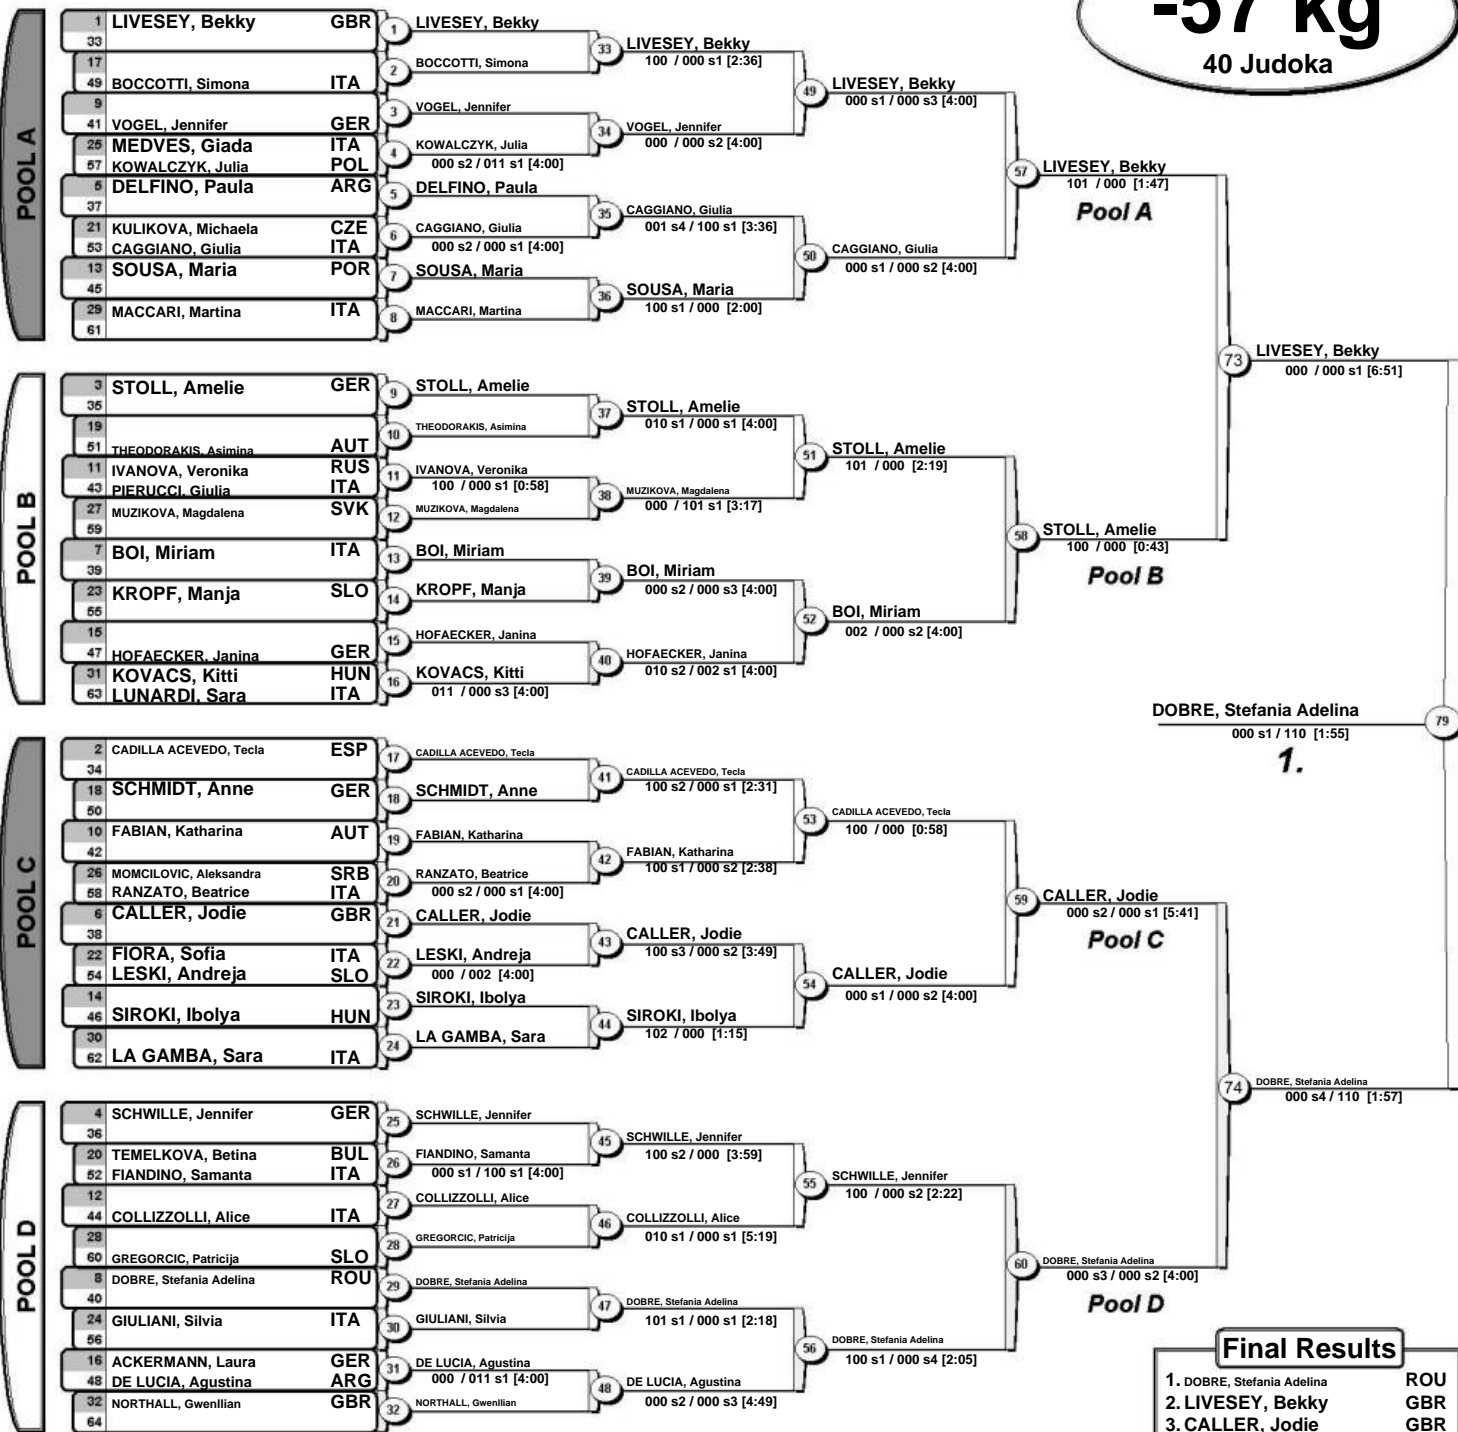 -57 kg
40 Judoka
POOL A
1 LIVESEY, Bekky GBR
33
17
49 BOCCOTTI, Simona ITA
9
41 VOGEL, Jennifer GER
25 MEDVES, Giada ITA
57 KOWALCZYK, Julia POL
5 DELFINO, Paula ARG
37
21 KULIKOVA, Michaela CZE
53 CAGGIANO, Giulia ITA
13 SOUSA, Maria POR
45
29 MACCARI, Martina ITA
61
1 LIVESEY, Bekky
2 BOCCOTTI, Simona
3 VOGEL, Jennifer
4 KOWALCZYK, Julia
000 s2 / 011 s1 [4:00]
5 DELFINO, Paula
6 CAGGIANO, Giulia
000 s2 / 000 s1 [4:00]
7 SOUSA, Maria
8 MACCARI, Martina
33 LIVESEY, Bekky
100 / 000 s1 [2:36]
34 VOGEL, Jennifer
000 / 000 s2 [4:00]
35 CAGGIANO, Giulia
001 s4 / 100 s1 [3:36]
36 SOUSA, Maria
100 s1 / 000 [2:00]
49 LIVESEY, Bekky
000 s1 / 000 s3 [4:00]
50 CAGGIANO, Giulia
000 s1 / 000 s2 [4:00]
57 LIVESEY, Bekky
101 / 000 [1:47]
Pool A
POOL B
3 STOLL, Amelie GER
35
19
51 THEODORAKIS, Asimina AUT
11 IVANOVA, Veronika RUS
43 PIERUCCI, Giulia ITA
27 MUZIKOVA, Magdalena SVK
59
7 BOI, Miriam ITA
39
23 KROPF, Manja SLO
55
15
47 HOFAECKER, Janina GER
31 KOVACS, Kitti HUN
63 LUNARDI, Sara ITA
9 STOLL, Amelie
10 THEODORAKIS, Asimina
11 IVANOVA, Veronika
100 / 000 s1 [0:58]
12 MUZIKOVA, Magdalena
13 BOI, Miriam
14 KROPF, Manja
15 HOFAECKER, Janina
16 KOVACS, Kitti
011 / 000 s3 [4:00]
37 STOLL, Amelie
010 s1 / 000 s1 [4:00]
38 MUZIKOVA, Magdalena
000 / 101 s1 [3:17]
39 BOI, Miriam
000 s2 / 000 s3 [4:00]
40 HOFAECKER, Janina
010 s2 / 002 s1 [4:00]
51 STOLL, Amelie
101 / 000 [2:19]
52 BOI, Miriam
002 / 000 s2 [4:00]
58 STOLL, Amelie
100 / 000 [0:43]
Pool B
73 LIVESEY, Bekky
000 / 000 s1 [6:51]
DOBRE, Stefania Adelina 79
000 s1 / 110 [1:55]
1.
POOL C
2 CADILLA ACEVEDO, Tecla ESP
34
18 SCHMIDT, Anne GER
50
10 FABIAN, Katharina AUT
42
26 MOMCILOVIC, Aleksandra SRB
58 RANZATO, Beatrice ITA
6 CALLER, Jodie GBR
38
22 FIORA, Sofia ITA
54 LESKI, Andreja SLO
14
46 SIROKI, Ibolya HUN
30
62 LA GAMBA, Sara ITA
17 CADILLA ACEVEDO, Tecla
18 SCHMIDT, Anne
19 FABIAN, Katharina
20 RANZATO, Beatrice
000 s2 / 000 s1 [4:00]
21 CALLER, Jodie
22 LESKI, Andreja
000 / 002 [4:00]
23 SIROKI, Ibolya
24 LA GAMBA, Sara
41 CADILLA ACEVEDO, Tecla
100 s2 / 000 s1 [2:31]
42 FABIAN, Katharina
100 s1 / 000 s2 [2:38]
43 CALLER, Jodie
100 s3 / 000 s2 [3:49]
44 SIROKI, Ibolya
102 / 000 [1:15]
53 CADILLA ACEVEDO, Tecla
100 / 000 [0:58]
54 CALLER, Jodie
000 s1 / 000 s2 [4:00]
59 CALLER, Jodie
000 s2 / 000 s1 [5:41]
Pool C
74 DOBRE, Stefania Adelina
000 s4 / 110 [1:57]
POOL D
4 SCHWILLE, Jennifer GER
36
20 TEMELKOVA, Betina BUL
52 FIANDINO, Samanta ITA
12
44 COLLIZZOLLI, Alice ITA
28
60 GREGORCIC, Patricija SLO
8 DOBRE, Stefania Adelina ROU
40
24 GIULIANI, Silvia ITA
56
16 ACKERMANN, Laura GER
48 DE LUCIA, Agustina ARG
32 NORTHALL, Gwenllian GBR
64
25 SCHWILLE, Jennifer
26 FIANDINO, Samanta
000 s1 / 100 s1 [4:00]
27 COLLIZZOLLI, Alice
28 GREGORCIC, Patricija
29 DOBRE, Stefania Adelina
30 GIULIANI, Silvia
31 DE LUCIA, Agustina
000 / 011 s1 [4:00]
32 NORTHALL, Gwenllian
45 SCHWILLE, Jennifer
100 s2 / 000 [3:59]
46 COLLIZZOLLI, Alice
010 s1 / 000 s1 [5:19]
47 DOBRE, Stefania Adelina
101 s1 / 000 s1 [2:18]
48 DE LUCIA, Agustina
000 s2 / 000 s3 [4:49]
55 SCHWILLE, Jennifer
100 / 000 s2 [2:22]
56 DOBRE, Stefania Adelina
100 s1 / 000 s4 [2:05]
60 DOBRE, Stefania Adelina
000 s3 / 000 s2 [4:00]
Pool D
Final Results
1. DOBRE, Stefania Adelina ROU
2. LIVESEY, Bekky GBR
3. CALLER, Jodie GBR